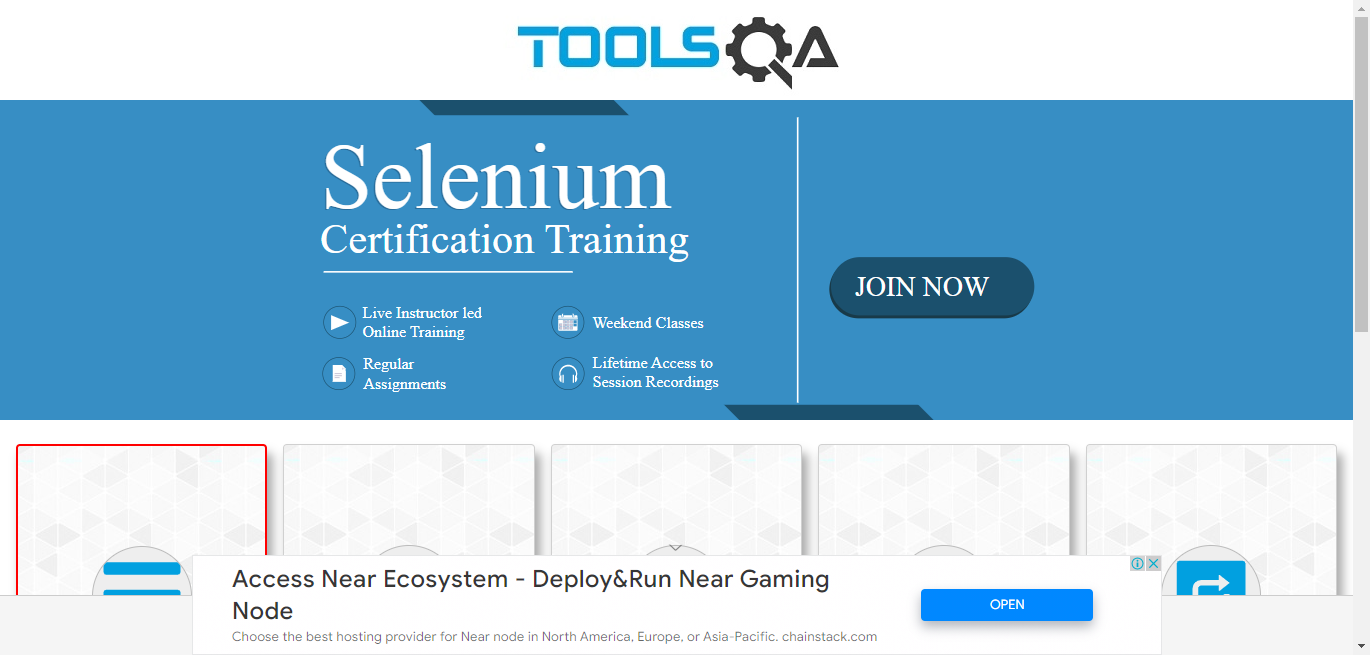 TOOLSQA
Selenium
Certification Training
Live Instructor led
Online Training
Weekend Classes
Regular
Assignments
Lifetime Access to
Session Recordings
JOIN NOW
Access Near Ecosystem - Deploy&Run Near Gaming
Node
Choose the best hosting provider for Near node in North America, Europe, or Asia-Pacific. chainstack.com
OPEN